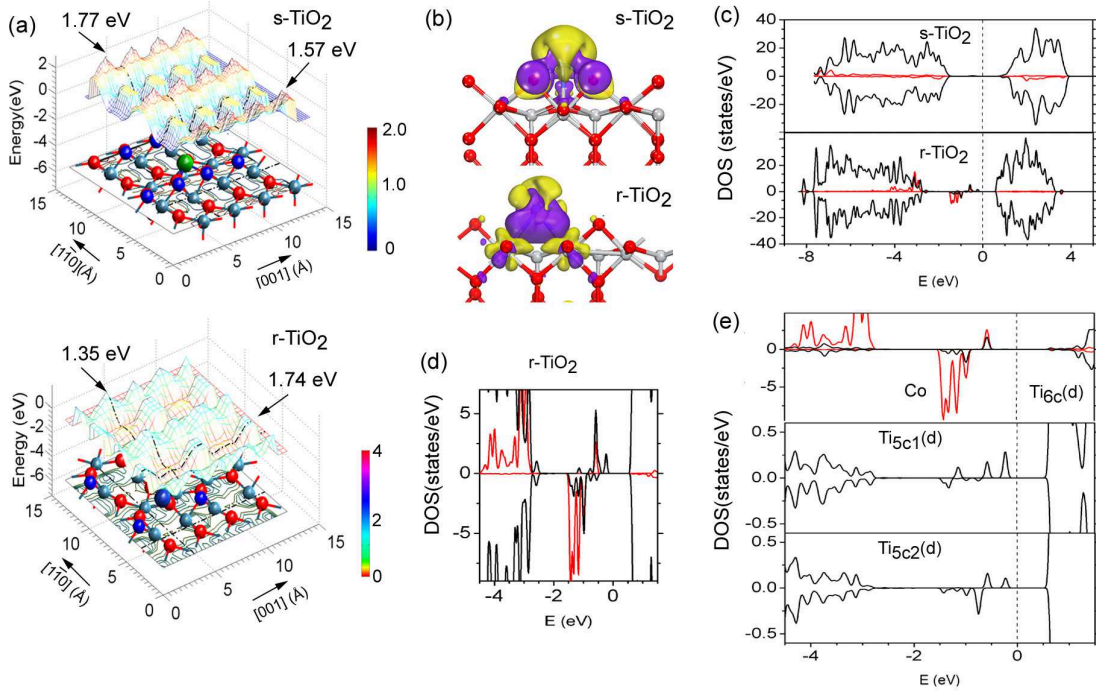 (a)
1.77 eV
s-TiO2
1.57 eV
Energy(eV)
2
0
-2
-4
-6
15
10
5
0
[110](Å)
0
5
10
15
[001] (Å)
2.0
1.0
0
r-TiO2
1.35 eV
1.74 eV
Energy (eV)
0
-2
-4
-6
15
10
5
0
[110] (Å)
0
5
10
15
[001] (Å)
4
2
0
(b)
s-TiO2
r-TiO2
(c)
s-TiO2
r-TiO2
DOS (states/eV)
40
20
0
-20
40
20
0
-20
-40
-8
-4
0
4
E (eV)
(d)
r-TiO2
DOS(states/eV)
5
0
-5
-4
-2
0
E (eV)
(e)
Co
Ti6c(d)
Ti5c1(d)
Ti5c2(d)
DOS(states/eV)
0
-5
0.5
0.0
-0.5
0.5
0.0
-0.5
-4
-2
0
E (eV)